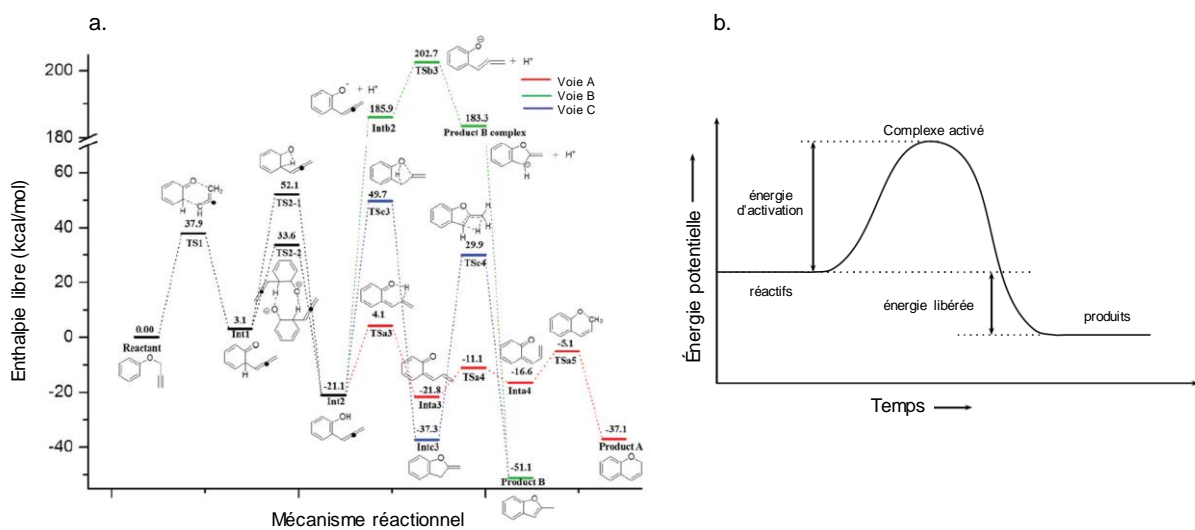 a.
b.
Enthalpie libre (kcal/mol)
200
180
60
40
20
0
-20
-40
Mécanisme réactionnel
Voie A
Voie B
Voie C
0.00
Reactant
37.9
TS1
3.1
Int1
52.1
TS2-1
33.6
TS2-2
-21.1
Int2
OH
185.9
Intb2
+ H+
202.7
TSb3
+ H+
183.3
Product B complex
+ H+
49.7
TSc3
4.1
TSa3
-21.8
Inta3
-37.3
Intc3
29.9
TSc4
-11.1
TSa4
-16.6
Inta4
-5.1
TSa5
-51.1
Product B
-37.1
Product A
Énergie potentielle
Complexe activé
énergie
d'activation
réactifs
énergie libérée
produits
Temps